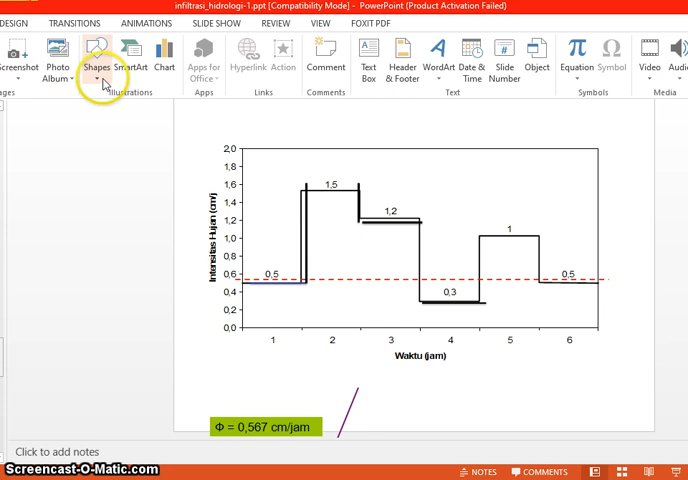 infiltrasi_hidrologi-1.ppt [Compatibility Mode] - PowerPoint (Product Activation Failed)
DESIGN TRANSITIONS ANIMATIONS SLIDE SHOW REVIEW VIEW FOXIT PDF
Screenshot Photo Album Shapes SmartArt Chart Apps for Office Hyperlink Action Comment Text Box Header & Footer WordArt Date & Time Slide Number Object Equation Symbol Video Audio
Illustrations Apps Links Comments Text Symbols Media
2,0
1,8
1,6
1,4
1,2
1,0
0,8
0,6
0,4
0,2
0,0
Intensitas Hujan (cm/j
0,5 1,5 1,2 0,3 1 0,5
1 2 3 4 5 6
Waktu (jam)
Φ = 0,567 cm/jam
Click to add notes
Screencast-O-Matic.com
NOTES COMMENTS